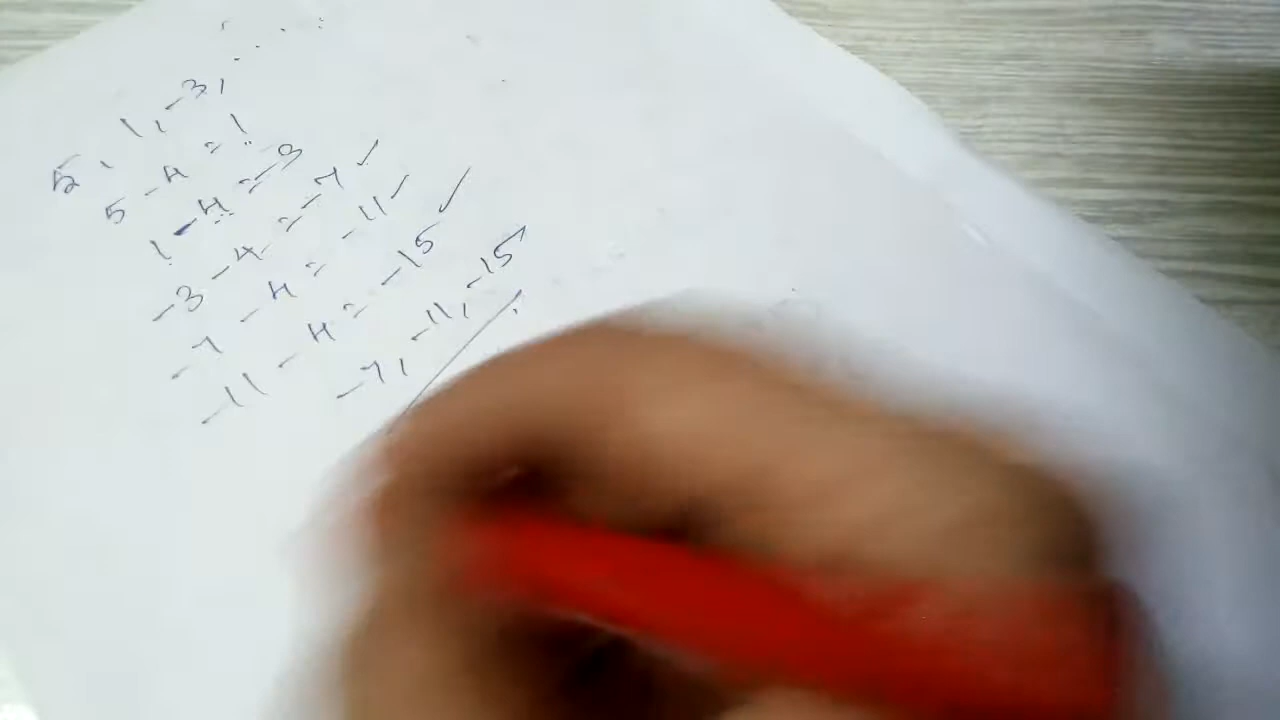 5, 1, -3, .....
5 - 4 = 1
1 - 4 = -3
-3 - 4 = -7 ✓
-7 - 4 = -11 ✓
-11 - 4 = -15 ✓
-7, -11, -15